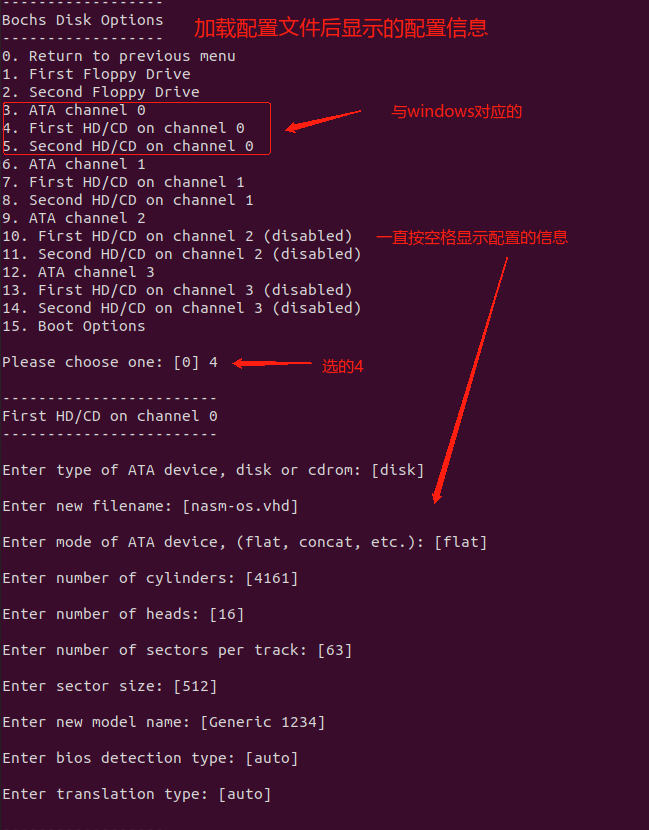 ------------------
Bochs Disk Options
加载配置文件后显示的配置信息
------------------
0. Return to previous menu
1. First Floppy Drive
2. Second Floppy Drive
3. ATA channel 0
与windows对应的
4. First HD/CD on channel 0
5. Second HD/CD on channel 0
6. ATA channel 1
7. First HD/CD on channel 1
8. Second HD/CD on channel 1
9. ATA channel 2
10. First HD/CD on channel 2 (disabled)
一直按空格显示配置的信息
11. Second HD/CD on channel 2 (disabled)
12. ATA channel 3
13. First HD/CD on channel 3 (disabled)
14. Second HD/CD on channel 3 (disabled)
15. Boot Options
Please choose one: [0] 4
选的4
------------------------
First HD/CD on channel 0
------------------------
Enter type of ATA device, disk or cdrom: [disk]
Enter new filename: [nasm-os.vhd]
Enter mode of ATA device, (flat, concat, etc.): [flat]
Enter number of cylinders: [4161]
Enter number of heads: [16]
Enter number of sectors per track: [63]
Enter sector size: [512]
Enter new model name: [Generic 1234]
Enter bios detection type: [auto]
Enter translation type: [auto]